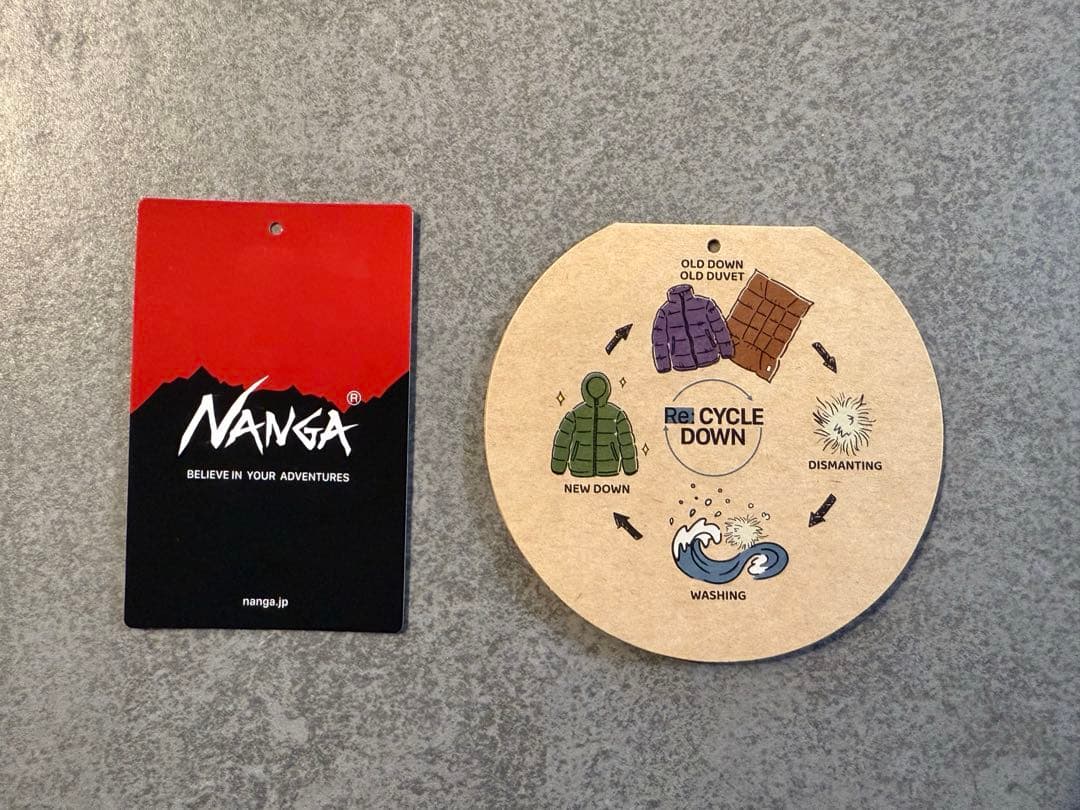 NANGA®
BELIEVE IN YOUR ADVENTURES
nanga.jp
OLD DOWN
OLD DUVET
DISMANTING
WASHING
NEW DOWN
Re: CYCLE
DOWN